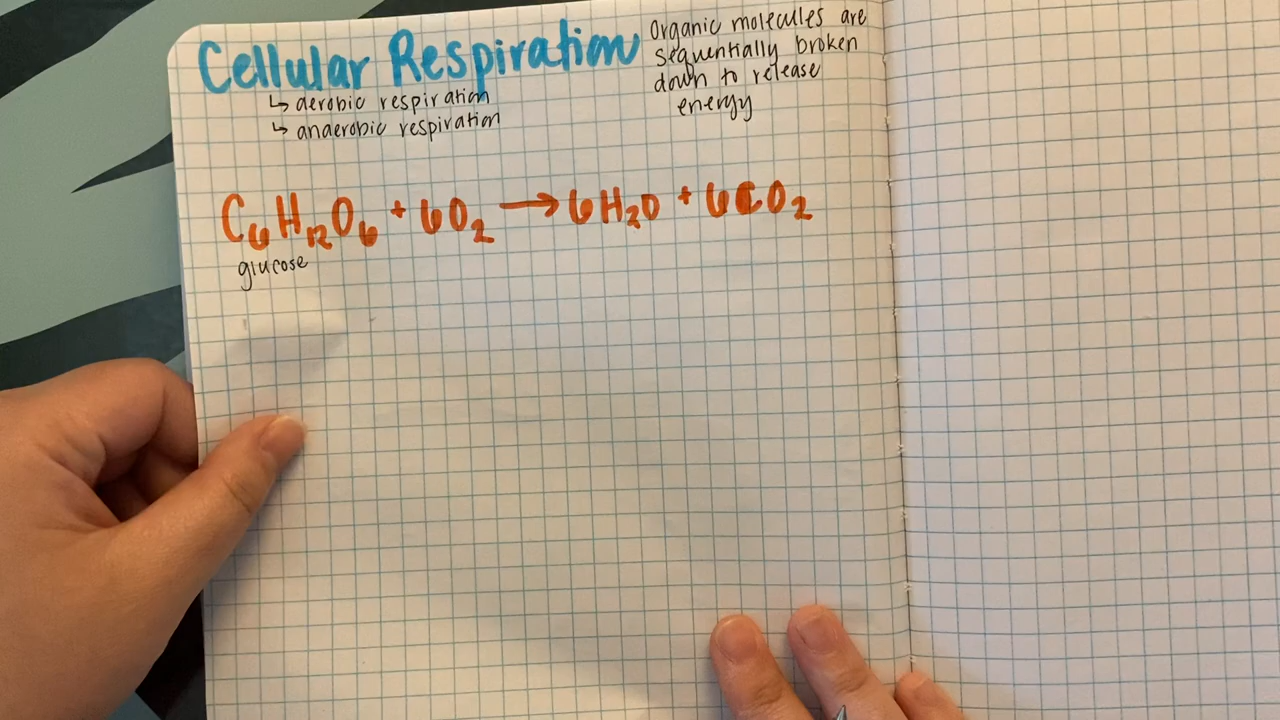 Cellular Respiration
↳ aerobic respiration
↳ anaerobic respiration
Organic molecules are
sequentially broken
down to release
energy
C₆H₁₂O₆ + 6O₂ → 6H₂O + 6CO₂
glucose